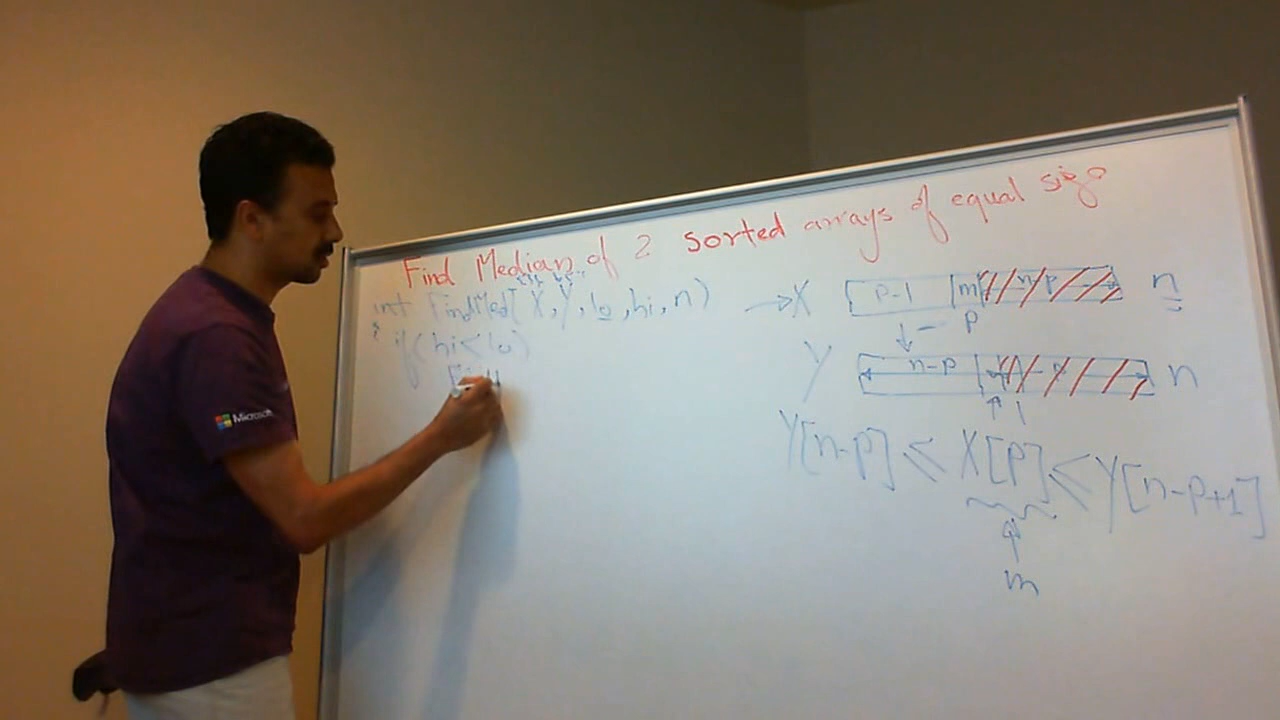 Find Median of 2 sorted arrays of equal size
int FindMed( X, Y, lo, hi, n)
{ if(hi<lo)
→X P-1 m n-p n
P
Y n-p p n
1
Y[n-p] ≤ X[p] ≤ Y[n-p+1]
m
Microsoft